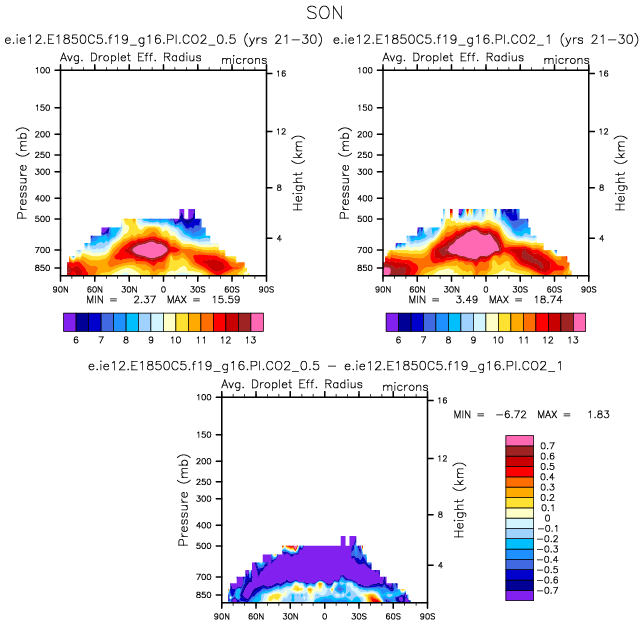 SON
e.ie12.E1850C5.f19_g16.PI.CO2_0.5 (yrs 21-30)
e.ie12.E1850C5.f19_g16.PI.CO2_1 (yrs 21-30)
Avg. Droplet Eff. Radius microns
Avg. Droplet Eff. Radius microns
Pressure (mb)
100
150
200
250
300
400
500
700
850
16
12
8
4
Height (km)
90N 60N 30N 0 30S 60S 90S
MIN = 2.37 MAX = 15.59
6 7 8 9 10 11 12 13
Pressure (mb)
100
150
200
250
300
400
500
700
850
16
12
8
4
Height (km)
90N 60N 30N 0 30S 60S 90S
MIN = 3.49 MAX = 18.74
6 7 8 9 10 11 12 13
e.ie12.E1850C5.f19_g16.PI.CO2_0.5 - e.ie12.E1850C5.f19_g16.PI.CO2_1
Avg. Droplet Eff. Radius microns
Pressure (mb)
100
150
200
250
300
400
500
700
850
16
12
8
4
Height (km)
90N 60N 30N 0 30S 60S 90S
MIN = -6.72 MAX = 1.83
0.7
0.6
0.5
0.4
0.3
0.2
0.1
0
-0.1
-0.2
-0.3
-0.4
-0.5
-0.6
-0.7